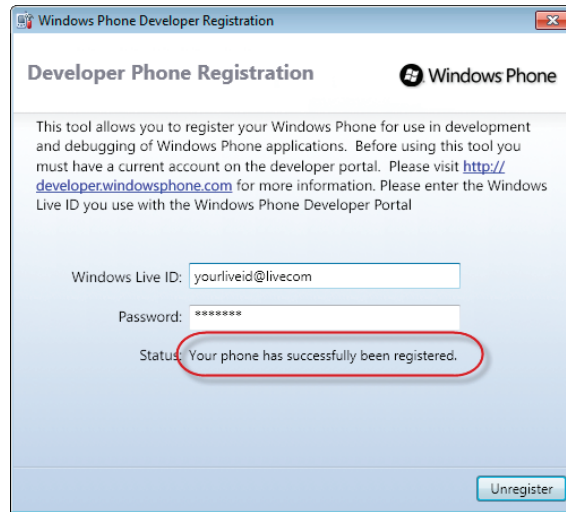 Windows Phone Developer Registration
Developer Phone Registration
Windows Phone
This tool allows you to register your Windows Phone for use in development
and debugging of Windows Phone applications. Before using this tool you
must have a current account on the developer portal. Please visit http://
developer.windowsphone.com for more information. Please enter the Windows
Live ID you use with the Windows Phone Developer Portal
Windows Live ID: yourliveid@livecom
Password: *******
Status: Your phone has successfully been registered.
Unregister